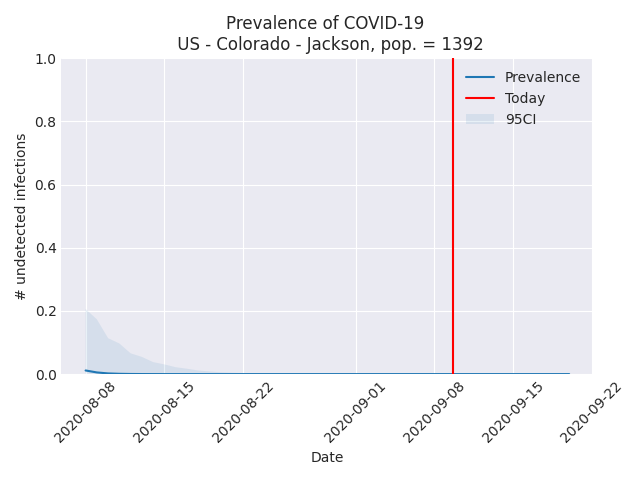 Prevalence of COVID-19
US - Colorado - Jackson, pop. = 1392
Prevalence
Today
95CI
# undetected infections
1.0
0.8
0.6
0.4
0.2
0.0
2020-08-08
2020-08-15
2020-08-22
2020-09-01
2020-09-08
2020-09-15
2020-09-22
Date